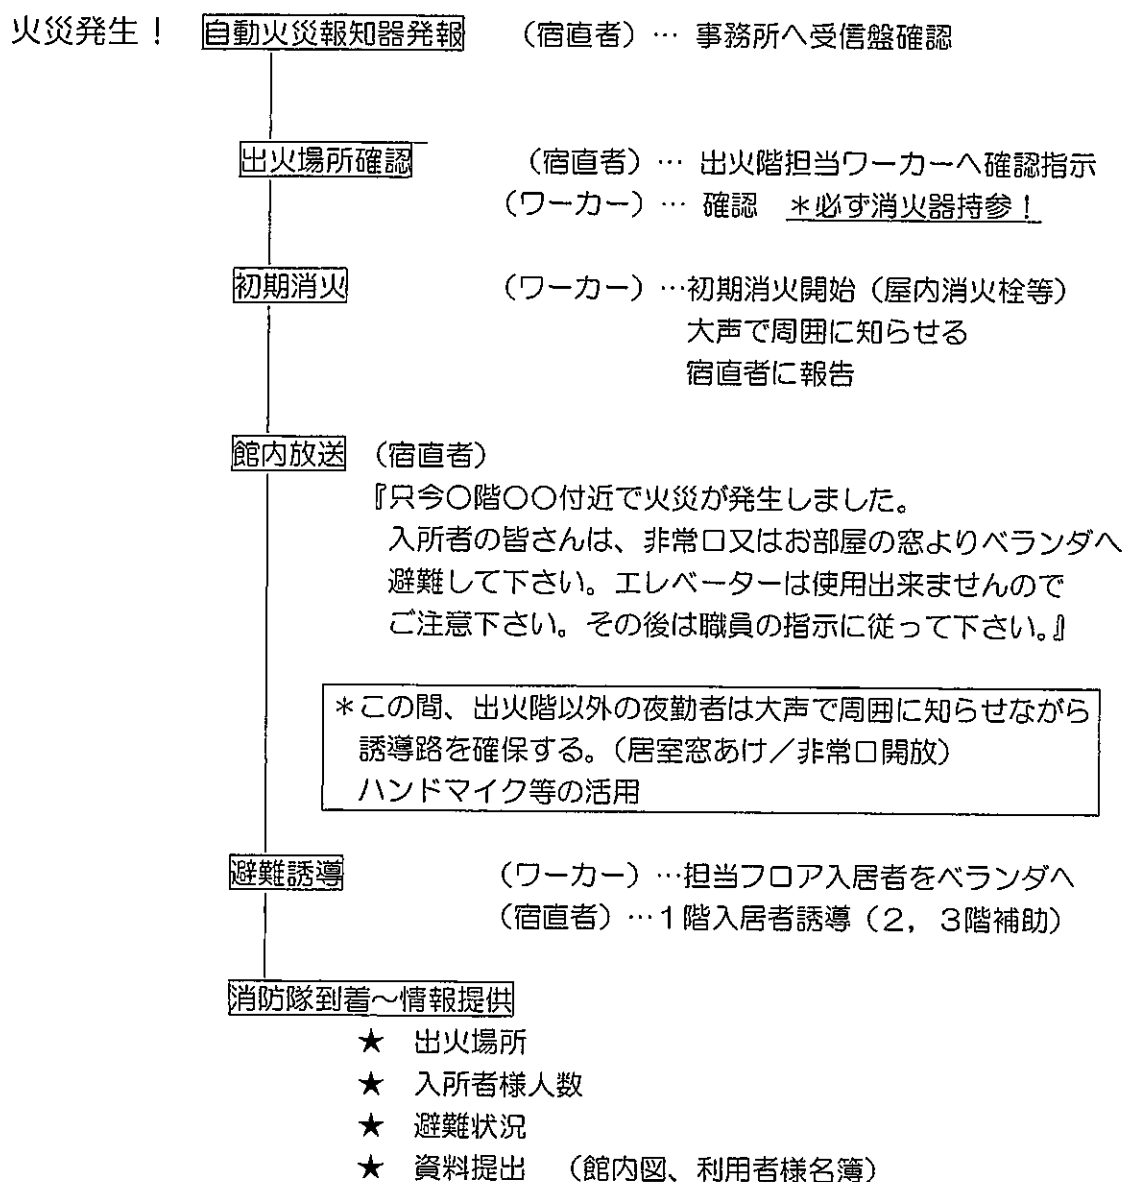 火災発生！ 自動火災報知器発報 （宿直者）… 事務所へ受信盤確認
出火場所確認 （宿直者）… 出火階担当ワーカーへ確認指示
（ワーカー）… 確認 ＊必ず消火器持参！
初期消火 （ワーカー）…初期消火開始（屋内消火栓等）
大声で周囲に知らせる
宿直者に報告
館内放送 （宿直者）
『只今〇階〇〇付近で火災が発生しました。
入所者の皆さんは、非常口又はお部屋の窓よりベランダへ
避難して下さい。エレベーターは使用出来ませんので
ご注意下さい。その後は職員の指示に従って下さい。』
＊この間、出火階以外の夜勤者は大声で周囲に知らせながら
誘導路を確保する。（居室窓あけ／非常口開放）
ハンドマイク等の活用
避難誘導 （ワーカー）…担当フロア入居者をベランダへ
（宿直者）…１階入居者誘導（２，３階補助）
消防隊到着～情報提供
★ 出火場所
★ 入所者様人数
★ 避難状況
★ 資料提出 （館内図、利用者様名簿）